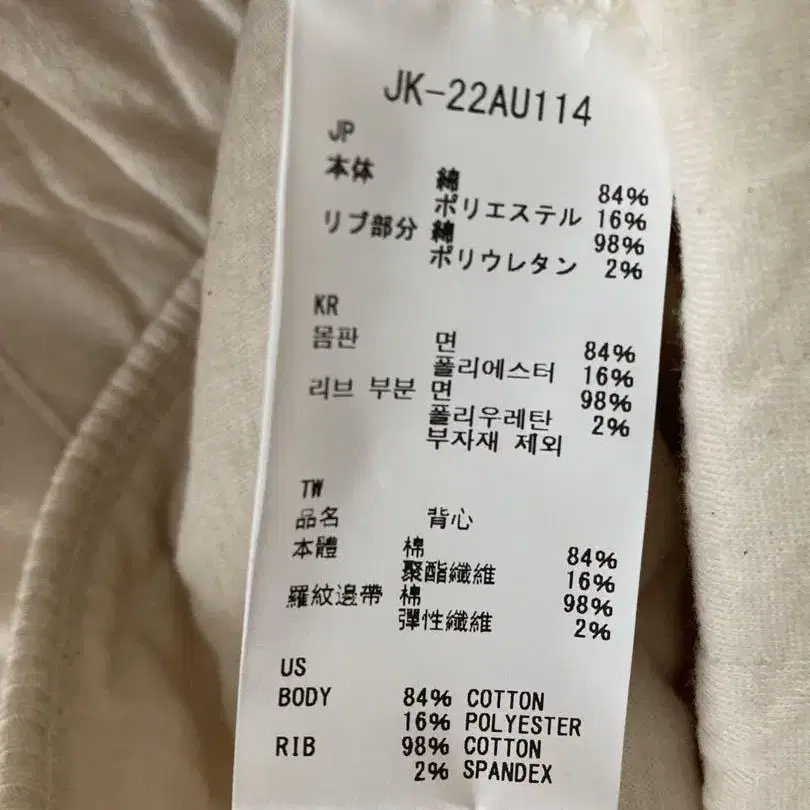 JK-22AU114
JP
本体 綿 84%
ポリエステル 16%
リブ部分 綿 98%
ポリウレタン 2%
KR
몸판 면 84%
폴리에스터 16%
리브 부분 면 98%
폴리우레탄 2%
부자재 제외
TW
品名 背心
本體 棉 84%
聚酯纖維 16%
羅紋邊帶 棉 98%
彈性纖維 2%
US
BODY 84% COTTON
16% POLYESTER
RIB 98% COTTON
2% SPANDEX